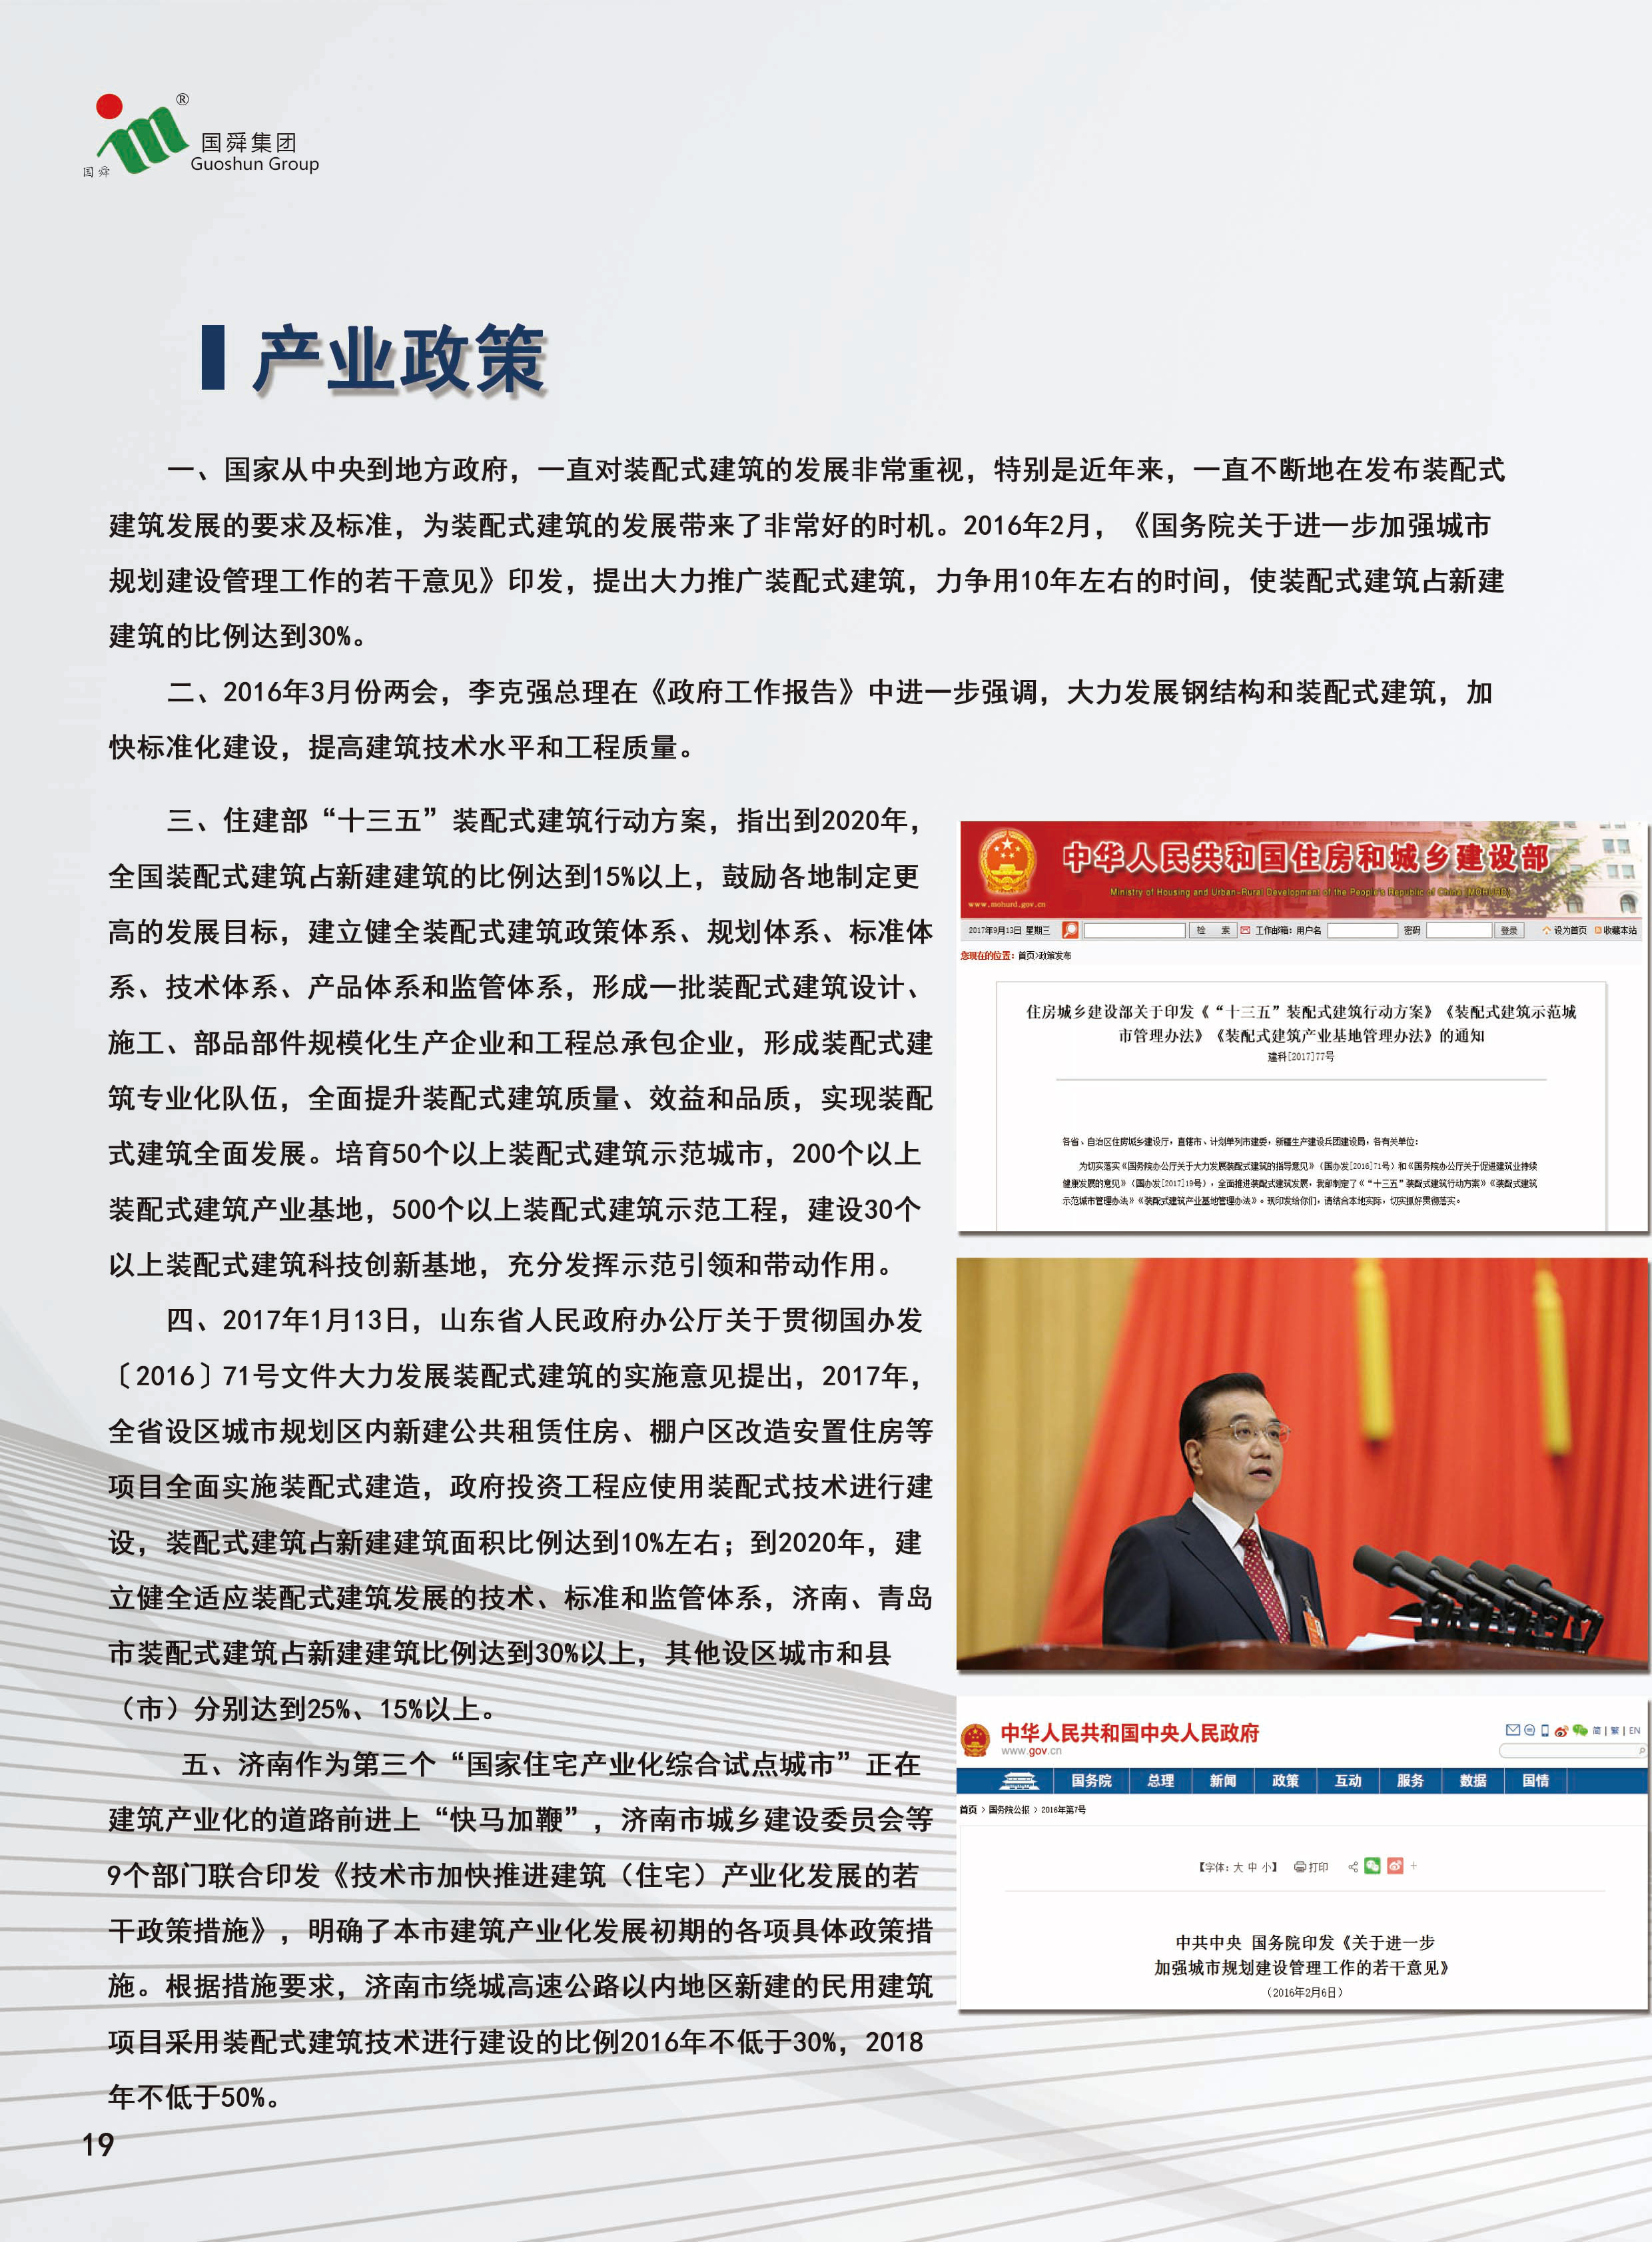 ®
国舜
国舜集团
Guoshun Group
产业政策
一、国家从中央到地方政府，一直对装配式建筑的发展非常重视，特别是近年来，一直不断地在发布装配式
建筑发展的要求及标准，为装配式建筑的发展带来了非常好的时机。2016年2月，《国务院关于进一步加强城市
规划建设管理工作的若干意见》印发，提出大力推广装配式建筑，力争用10年左右的时间，使装配式建筑占新建
建筑的比例达到30%。
二、2016年3月份两会，李克强总理在《政府工作报告》中进一步强调，大力发展钢结构和装配式建筑，加
快标准化建设，提高建筑技术水平和工程质量。
三、住建部“十三五”装配式建筑行动方案，指出到2020年，
全国装配式建筑占新建建筑的比例达到15%以上，鼓励各地制定更
高的发展目标，建立健全装配式建筑政策体系、规划体系、标准体
系、技术体系、产品体系和监管体系，形成一批装配式建筑设计、
施工、部品部件规模化生产企业和工程总承包企业，形成装配式建
筑专业化队伍，全面提升装配式建筑质量、效益和品质，实现装配
式建筑全面发展。培育50个以上装配式建筑示范城市，200个以上
装配式建筑产业基地，500个以上装配式建筑示范工程，建设30个
以上装配式建筑科技创新基地，充分发挥示范引领和带动作用。
四、2017年1月13日，山东省人民政府办公厅关于贯彻国办发
〔2016〕71号文件大力发展装配式建筑的实施意见提出，2017年，
全省设区城市规划区内新建公共租赁住房、棚户区改造安置住房等
项目全面实施装配式建造，政府投资工程应使用装配式技术进行建
设，装配式建筑占新建建筑面积比例达到10%左右；到2020年，建
立健全适应装配式建筑发展的技术、标准和监管体系，济南、青岛
市装配式建筑占新建建筑比例达到30%以上，其他设区城市和县
（市）分别达到25%、15%以上。
五、济南作为第三个“国家住宅产业化综合试点城市”正在
建筑产业化的道路前进上“快马加鞭”，济南市城乡建设委员会等
9个部门联合印发《技术市加快推进建筑（住宅）产业化发展的若
干政策措施》，明确了本市建筑产业化发展初期的各项具体政策措
施。根据措施要求，济南市绕城高速公路以内地区新建的民用建筑
项目采用装配式建筑技术进行建设的比例2016年不低于30%，2018
年不低于50%。
19
中华人民共和国住房和城乡建设部
Ministry of Housing and Urban-Rural Development of the People's Republic of China (MOHURD)
www.mohurd.gov.cn
2017年9月13日 星期三 检 索 工作邮箱：用户名 密码 登录 设为首页 收藏本站
您现在的位置：首页>政策发布
住房城乡建设部关于印发《“十三五”装配式建筑行动方案》《装配式建筑示范城
市管理办法》《装配式建筑产业基地管理办法》的通知
建科[2017]77号
各省、自治区住房城乡建设厅，直辖市、计划单列市建委，新疆生产建设兵团建设局，各有关单位：
为切实落实《国务院办公厅关于大力发展装配式建筑的指导意见》（国办发[2016]71号）和《国务院办公厅关于促进建筑业持续
健康发展的意见》（国办发[2017]19号），全面推进装配式建筑发展，我部制定了《“十三五”装配式建筑行动方案》《装配式建筑
示范城市管理办法》《装配式建筑产业基地管理办法》。现印发给你们，请结合本地实际，切实抓好贯彻落实。
中华人民共和国中央人民政府
www.gov.cn
简 | 繁 | EN
国务院 总理 新闻 政策 互动 服务 数据 国情
首页 > 国务院公报 > 2016年第7号
【字体：大 中 小】 打印 +
中共中央 国务院印发《关于进一步
加强城市规划建设管理工作的若干意见》
（2016年2月6日）